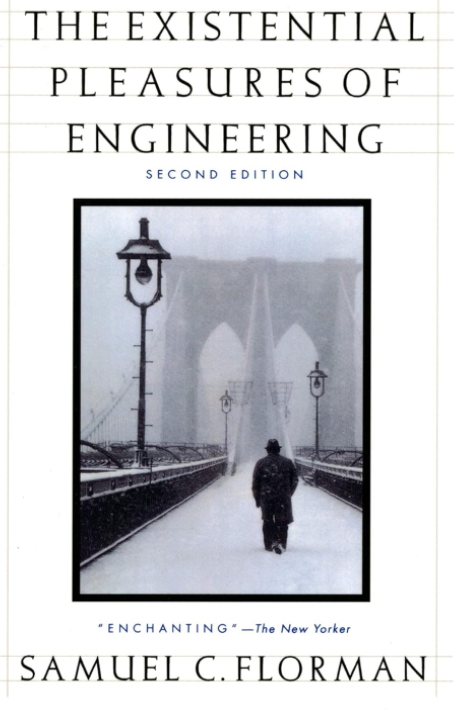 THE EXISTENTIAL
PLEASURES OF
ENGINEERING
SECOND EDITION
"ENCHANTING" —The New Yorker
SAMUEL C. FLORMAN